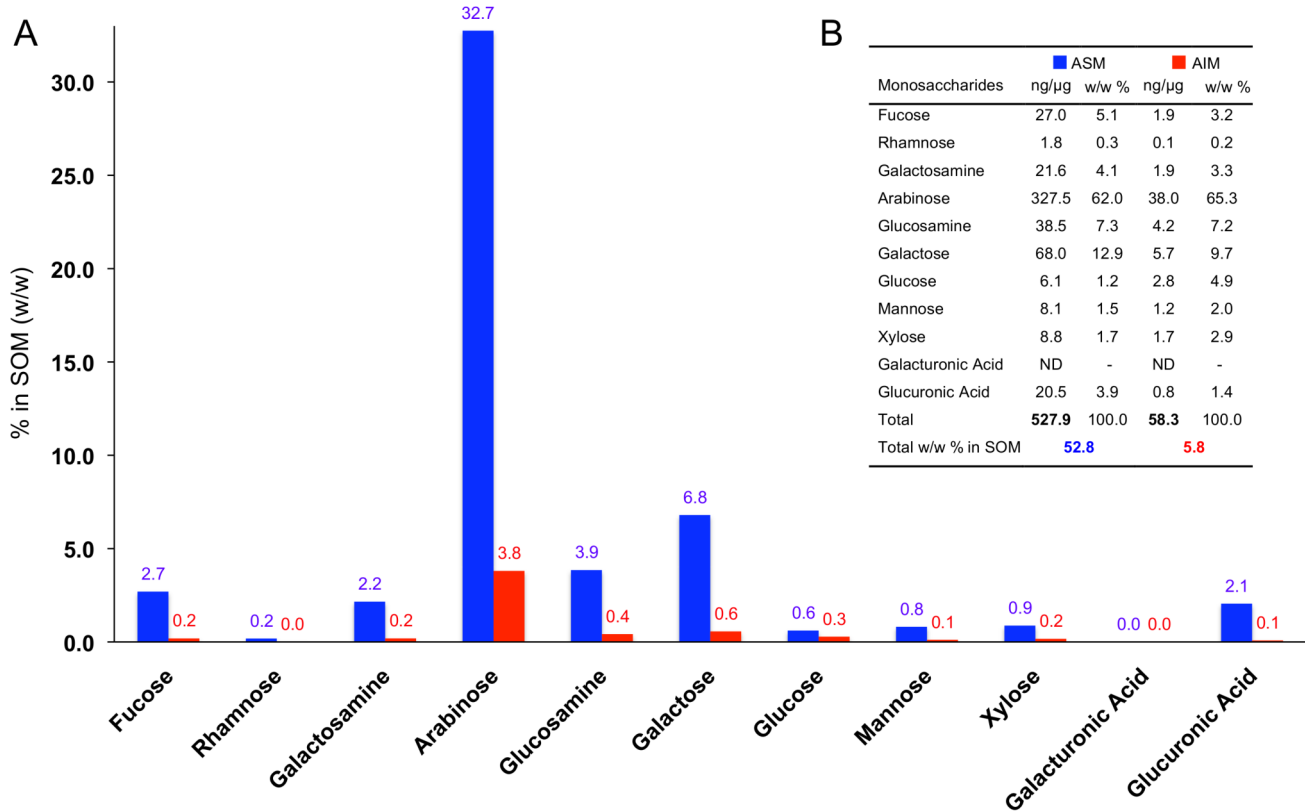 A
% in SOM (w/w)
30.0
25.0
20.0
15.0
10.0
5.0
0.0
2.7 0.2
0.2 0.0
2.2 0.2
32.7 3.8
3.9 0.4
6.8 0.6
0.6 0.3
0.8 0.1
0.9 0.2
0.0 0.0
2.1 0.1
Fucose
Rhamnose
Galactosamine
Arabinose
Glucosamine
Galactose
Glucose
Mannose
Xylose
Galacturonic Acid
Glucuronic Acid
B
ASM AIM
Monosaccharides ng/µg w/w % ng/µg w/w %
Fucose 27.0 5.1 1.9 3.2
Rhamnose 1.8 0.3 0.1 0.2
Galactosamine 21.6 4.1 1.9 3.3
Arabinose 327.5 62.0 38.0 65.3
Glucosamine 38.5 7.3 4.2 7.2
Galactose 68.0 12.9 5.7 9.7
Glucose 6.1 1.2 2.8 4.9
Mannose 8.1 1.5 1.2 2.0
Xylose 8.8 1.7 1.7 2.9
Galacturonic Acid ND - ND -
Glucuronic Acid 20.5 3.9 0.8 1.4
Total 527.9 100.0 58.3 100.0
Total w/w % in SOM 52.8 5.8